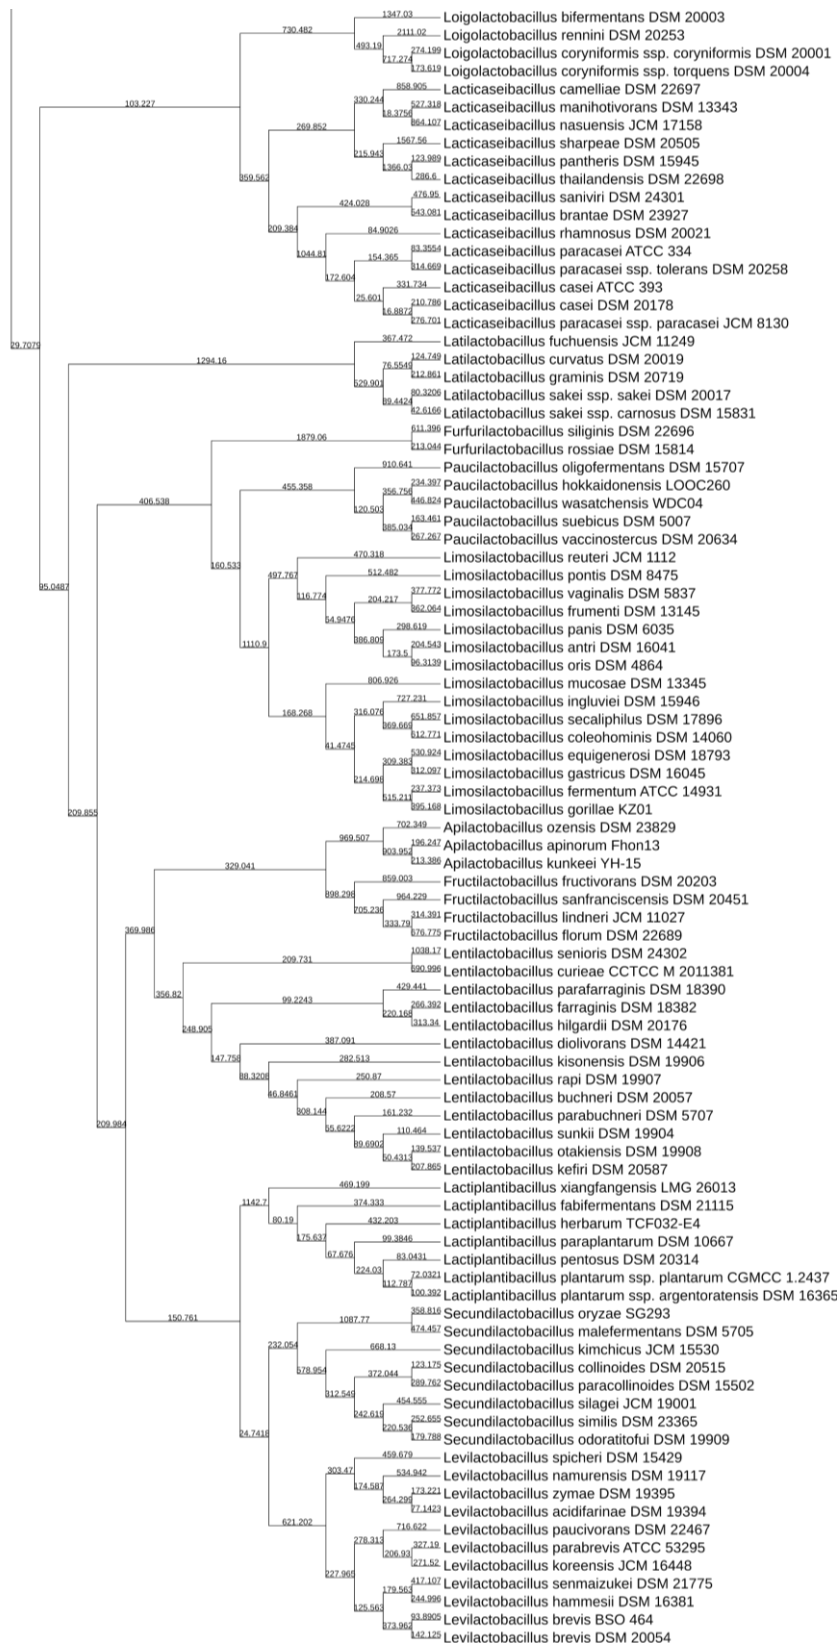 1347.03 Loigolactobacillus bifermentans DSM 20003
730.482
2111.02 Loigolactobacillus rennini DSM 20253
493.19
274.199 Loigolactobacillus coryniformis ssp. coryniformis DSM 20001
717.274
173.619 Loigolactobacillus coryniformis ssp. torquens DSM 20004
858.905 Lacticaseibacillus camelliae DSM 22697
330.244
527.318 Lacticaseibacillus manihotivorans DSM 13343
103.227
18.3756
864.107 Lacticaseibacillus nasuensis JCM 17158
269.852
1567.56 Lacticaseibacillus sharpeae DSM 20505
215.943
123.989 Lacticaseibacillus pantheris DSM 15945
1366.03
286.6 Lacticaseibacillus thailandensis DSM 22698
359.562
476.95 Lacticaseibacillus saniviri DSM 24301
424.028
543.081 Lacticaseibacillus brantae DSM 23927
209.384
84.9026 Lacticaseibacillus rhamnosus DSM 20021
1044.81
83.3554 Lacticaseibacillus paracasei ATCC 334
154.365
314.669 Lacticaseibacillus paracasei ssp. tolerans DSM 20258
172.604
331.734 Lacticaseibacillus casei ATCC 393
25.601
210.786 Lacticaseibacillus casei DSM 20178
16.8872
276.701 Lacticaseibacillus paracasei ssp. paracasei JCM 8130
29.7079
367.472 Latilactobacillus fuchuensis JCM 11249
1294.16
124.749 Latilactobacillus curvatus DSM 20019
76.5549
212.861 Latilactobacillus graminis DSM 20719
529.901
80.3206 Latilactobacillus sakei ssp. sakei DSM 20017
39.4424
42.6166 Latilactobacillus sakei ssp. carnosus DSM 15831
611.396 Furfurilactobacillus siliginis DSM 22696
1879.06
213.044 Furfurilactobacillus rossiae DSM 15814
910.641 Paucilactobacillus oligofermentans DSM 15707
455.358
234.397 Paucilactobacillus hokkaidonensis LOOC260
356.756
446.824 Paucilactobacillus wasatchensis WDC04
406.538
120.503
163.461 Paucilactobacillus suebicus DSM 5007
385.034
267.267 Paucilactobacillus vaccinostercus DSM 20634
470.318 Limosilactobacillus reuteri JCM 1112
160.533
497.767
512.482 Limosilactobacillus pontis DSM 8475
95.0487
116.774
377.772 Limosilactobacillus vaginalis DSM 5837
204.217
362.064 Limosilactobacillus frumenti DSM 13145
54.9476
298.619 Limosilactobacillus panis DSM 6035
386.809
204.543 Limosilactobacillus antri DSM 16041
1110.9
173.5
96.3139 Limosilactobacillus oris DSM 4864
806.926 Limosilactobacillus mucosae DSM 13345
727.231 Limosilactobacillus ingluviei DSM 15946
168.268
316.076
651.857 Limosilactobacillus secaliphilus DSM 17896
369.669
512.771 Limosilactobacillus coleohominis DSM 14060
41.4745
530.924 Limosilactobacillus equigenerosi DSM 18793
309.383
312.097 Limosilactobacillus gastricus DSM 16045
214.698
237.373 Limosilactobacillus fermentum ATCC 14931
515.211
395.168 Limosilactobacillus gorillae KZ01
209.855
702.349 Apilactobacillus ozensis DSM 23829
969.507
196.247 Apilactobacillus apinorum Fhon13
903.952
213.386 Apilactobacillus kunkeei YH-15
329.041
859.003 Fructilactobacillus fructivorans DSM 20203
898.298
964.229 Fructilactobacillus sanfranciscensis DSM 20451
705.236
314.391 Fructilactobacillus lindneri JCM 11027
333.79
369.986
676.775 Fructilactobacillus florum DSM 22689
1038.17 Lentilactobacillus senioris DSM 24302
209.731
690.996 Lentilactobacillus curieae CCTCC M 2011381
429.441 Lentilactobacillus parafarraginis DSM 18390
356.82
99.2243
266.392 Lentilactobacillus farraginis DSM 18382
220.168
313.34 Lentilactobacillus hilgardii DSM 20176
248.905
387.091 Lentilactobacillus diolivorans DSM 14421
147.758
282.513 Lentilactobacillus kisonensis DSM 19906
88.3208
250.87 Lentilactobacillus rapi DSM 19907
46.8461
208.57 Lentilactobacillus buchneri DSM 20057
308.144
161.232 Lentilactobacillus parabuchneri DSM 5707
209.984
55.6222
110.464 Lentilactobacillus sunkii DSM 19904
89.6902
139.537 Lentilactobacillus otakiensis DSM 19908
50.4313
207.865 Lentilactobacillus kefiri DSM 20587
469.199 Lactiplantibacillus xiangfangensis LMG 26013
1142.7
374.333 Lactiplantibacillus fabifermentans DSM 21115
80.19
432.203 Lactiplantibacillus herbarum TCF032-E4
175.637
99.3846 Lactiplantibacillus paraplantarum DSM 10667
67.676
83.0431 Lactiplantibacillus pentosus DSM 20314
224.03
72.0321 Lactiplantibacillus plantarum ssp. plantarum CGMCC 1.2437
312.787
100.392 Lactiplantibacillus plantarum ssp. argentoratensis DSM 16365
150.761
358.816 Secundilactobacillus oryzae SG293
1087.77
474.457 Secundilactobacillus malefermentans DSM 5705
232.054
668.13 Secundilactobacillus kimchicus JCM 15530
578.954
123.175 Secundilactobacillus collinoides DSM 20515
372.044
289.762 Secundilactobacillus paracollinoides DSM 15502
312.549
454.555 Secundilactobacillus silagei JCM 19001
242.619
252.655 Secundilactobacillus similis DSM 23365
220.536
24.7418
179.788 Secundilactobacillus odoratitofui DSM 19909
459.679 Levilactobacillus spicheri DSM 15429
303.47
534.942 Levilactobacillus namurensis DSM 19117
174.587
173.221 Levilactobacillus zymae DSM 19395
264.299
77.1423 Levilactobacillus acidifarinae DSM 19394
621.202
716.622 Levilactobacillus paucivorans DSM 22467
278.313
327.19 Levilactobacillus parabrevis ATCC 53295
206.93
271.52 Levilactobacillus koreensis JCM 16448
227.965
417.107 Levilactobacillus senmaizukei DSM 21775
179.563
244.996 Levilactobacillus hammesii DSM 16381
125.563
93.8905 Levilactobacillus brevis BSO 464
373.962
142.125 Levilactobacillus brevis DSM 20054